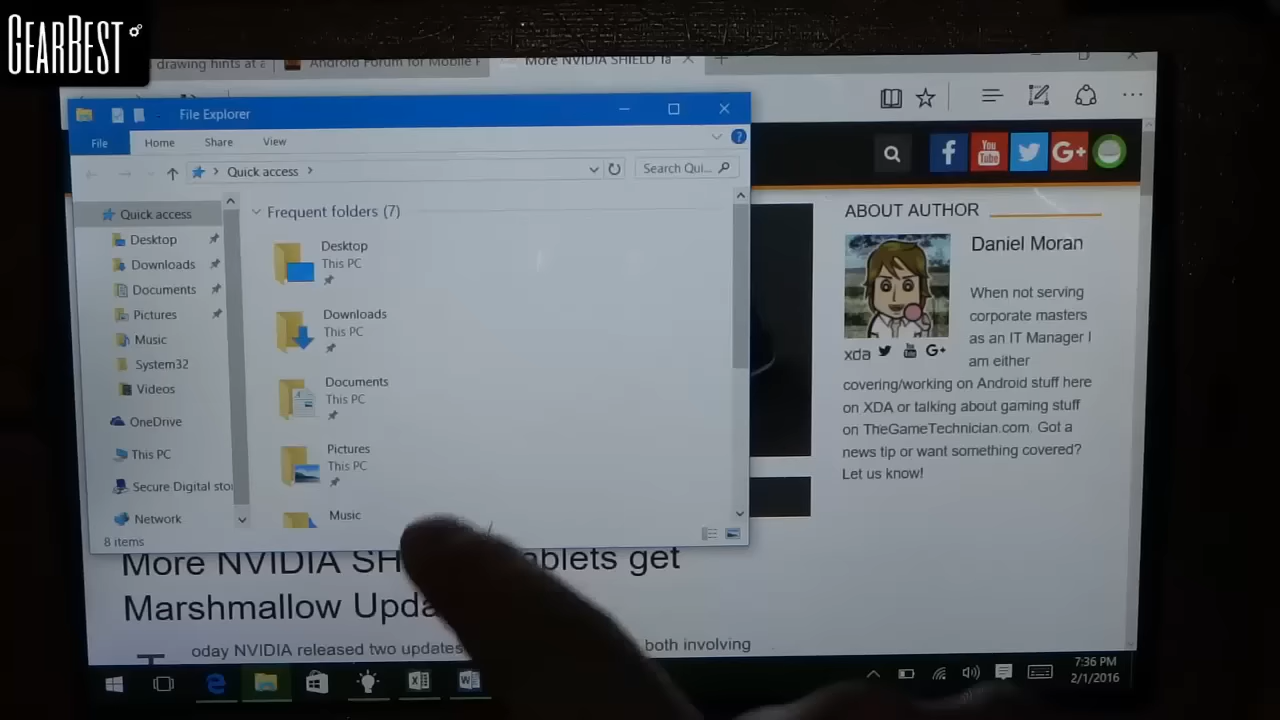 GEARBEST
drawing hints at a
Android Forum for Mobile
More NVIDIA SHIELD Ta
File Explorer
File
Home
Share
View
Quick access
Search Qui...
Quick access
Desktop
Downloads
Documents
Pictures
Music
System32
Videos
OneDrive
This PC
Secure Digital sto
Network
8 items
Frequent folders (7)
Desktop
This PC
Downloads
This PC
Documents
This PC
Pictures
This PC
Music
You
Tube
G+
ABOUT AUTHOR
Daniel Moran
xda
You
Tube
G+
When not serving
corporate masters
as an IT Manager I
am either
covering/working on Android stuff here
on XDA or talking about gaming stuff
on TheGameTechnician.com. Got a
news tip or want something covered?
Let us know!
More NVIDIA SH ablets get
Marshmallow Upda
Today NVIDIA released two updates both involving
7:36 PM
2/1/2016